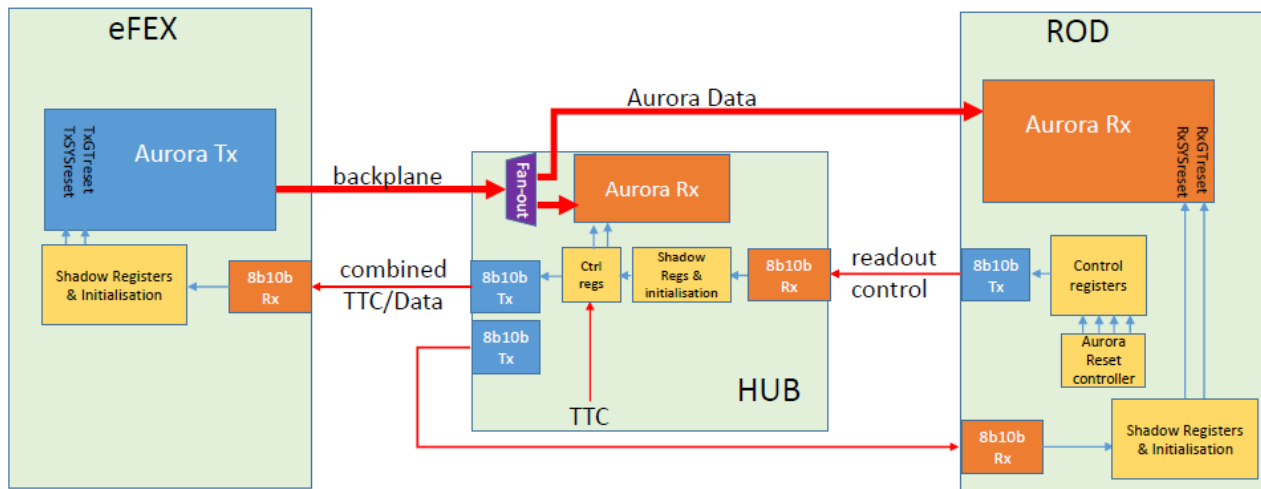 eFEX
TxGTreset
TxSYSreset
Aurora Tx
Shadow Registers
& Initialisation
8b10b
Rx
backplane
combined
TTC/Data
Aurora Data
Fan-out
Aurora Rx
8b10b
Tx
Ctrl
regs
Shadow
Regs &
initialisation
8b10b
Rx
8b10b
Tx
TTC
HUB
readout
control
ROD
Aurora Rx
RxGTreset
RxSYSreset
8b10b
Tx
Control
registers
Aurora
Reset
controller
8b10b
Rx
Shadow Registers
& Initialisation